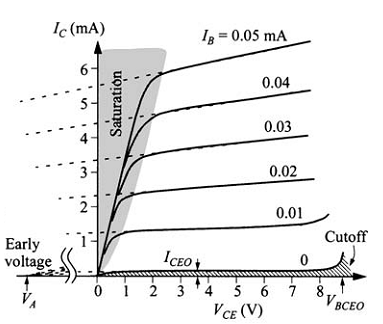 I_C (mA)
I_B = 0.05 mA
6
0.04
5
Saturation
4
0.03
3
0.02
2
0.01
1
Early
voltage
I_CEO
0
Cutoff
V_A
0
1
2
3
4
5
6
7
8
V_BCEO
V_CE (V)